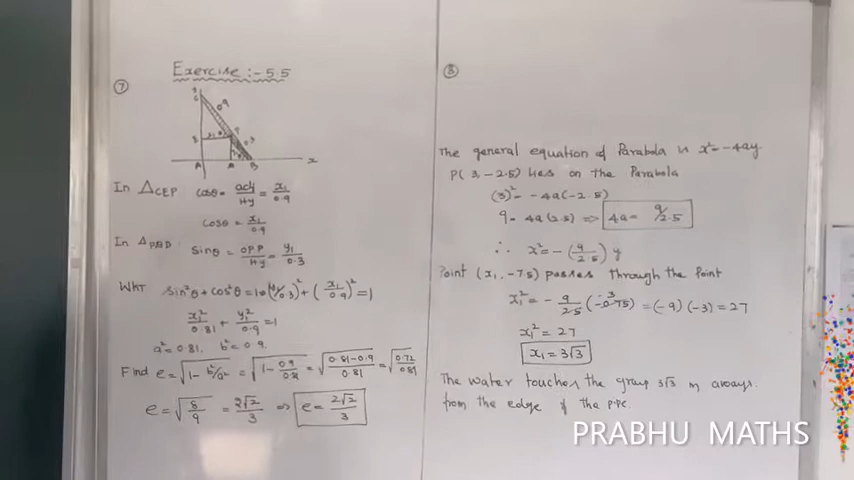 Exercise :- 5.5
7
In △CEP cosθ = adj/Hy = x₁/0.9
cosθ = x₁/0.9
In △PBD sinθ = OPP/Hy = y₁/0.3
WKT sin²θ + cos²θ = 1 ⇒ (y₁/0.3)² + (x₁/0.9)² = 1
x₁²/0.81 + y₁²/0.9 = 1
a² = 0.81, b² = 0.9.
Find e = √1 - b²/a² = √1 - 0.9/0.81 = √0.81-0.9/0.81 = √0.72/0.81
e = √8/9 = 2√2/3 ⇒ e = 2√2/3
8
The general equation of Parabola is x² = -4ay
P(3, -2.5) lies on the Parabola
(3)² = -4a(-2.5)
9 = 4a(2.5) ⇒ 4a = 9/2.5
∴ x² = -(9/2.5) y
Point (x₁, -7.5) passes through the Point
x₁² = - 9/2.5 (-0.75) -3 = (-9)(-3) = 27
x₁² = 27
x₁ = 3√3
The water touches the 3√3 m
from the edge of the PPC.
PRABHU MATHS